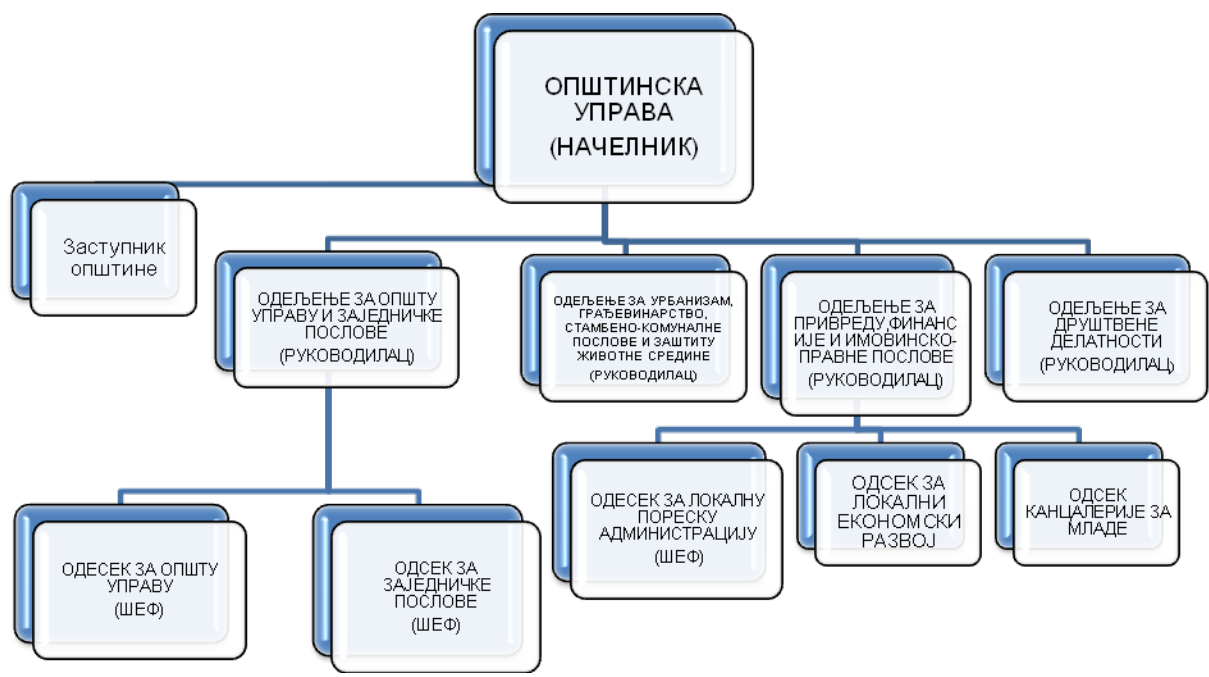 ОПШТИНСКА
УПРАВА
(НАЧЕЛНИК)
Заступник
општине
ОДЕЉЕЊЕ ЗА ОПШТУ
УПРАВУ И ЗАЈЕДНИЧКЕ
ПОСЛОВЕ
(РУКОВОДИЛАЦ)
ОДЕЉЕЊЕ ЗА УРБАНИЗАМ,
ГРАЂЕВИНАРСТВО,
СТАМБЕНО-КОМУНАЛНЕ
ПОСЛОВЕ И ЗАШТИТУ
ЖИВОТНЕ СРЕДИНЕ
(РУКОВОДИЛАЦ)
ОДЕЉЕЊЕ ЗА
ПРИВРЕДУ,ФИНАНС
ИЈЕ И ИМОВИНСКО-
ПРАВНЕ ПОСЛОВЕ
(РУКОВОДИЛАЦ)
ОДЕЉЕЊЕ ЗА
ДРУШТВЕНЕ
ДЕЛАТНОСТИ
(РУКОВОДИЛАЦ)
ОДЕСЕК ЗА ЛОКАЛНУ
ПОРЕСКУ
АДМИНИСТРАЦИЈУ
(ШЕФ)
ОДСЕК ЗА
ЛОКАЛНИ
ЕКОНОМСКИ
РАЗВОЈ
ОДСЕК
КАНЦАЛЕРИЈЕ ЗА
МЛАДЕ
ОДЕСЕК ЗА ОПШТУ
УПРАВУ
(ШЕФ)
ОДСЕК ЗА
ЗАЈЕДНИЧКЕ
ПОСЛОВЕ
(ШЕФ)